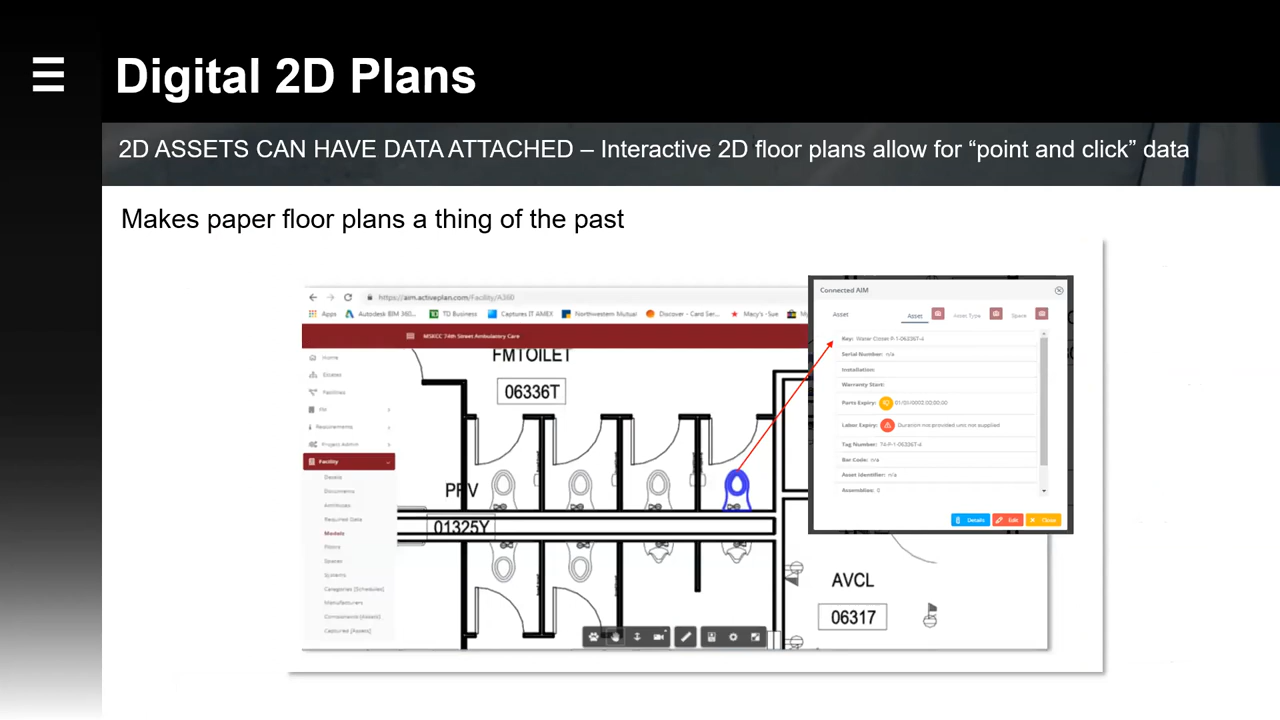 Digital 2D Plans
2D ASSETS CAN HAVE DATA ATTACHED – Interactive 2D floor plans allow for “point and click” data
Makes paper floor plans a thing of the past
https://aim.activeplan.com/Facility/A360
Apps Autodesk BIM 360... TD Business Captures IT AMEX Northwestern Mutual Discover - Card Ser... Macy's -Sue My
MSKCC 74th Street Ambulatory Care
Home
Estates
Facilities
FM
Requirements
Project Admin
Facility
Details
Documents
Attributes
Required Data
Models
Floors
Spaces
Systems
Categories [Schedules]
Manufacturers
Components [Assets]
Captured [Assets]
FMTOILET
06336T
01325Y
AVCL
06317
Connected AIM
Asset
Asset Asset Type Space
Key: Water Closet-P-1-06336T-4
Serial Number: n/a
Installation:
Warranty Start:
Parts Expiry: 01/01/0002 00:00:00
Labor Expiry: Duration not provided unit not supplied
Tag Number: 74-P-1-06336T-4
Bar Code: n/a
Asset Identifier: n/a
Assemblies: 0
Details Edit Close